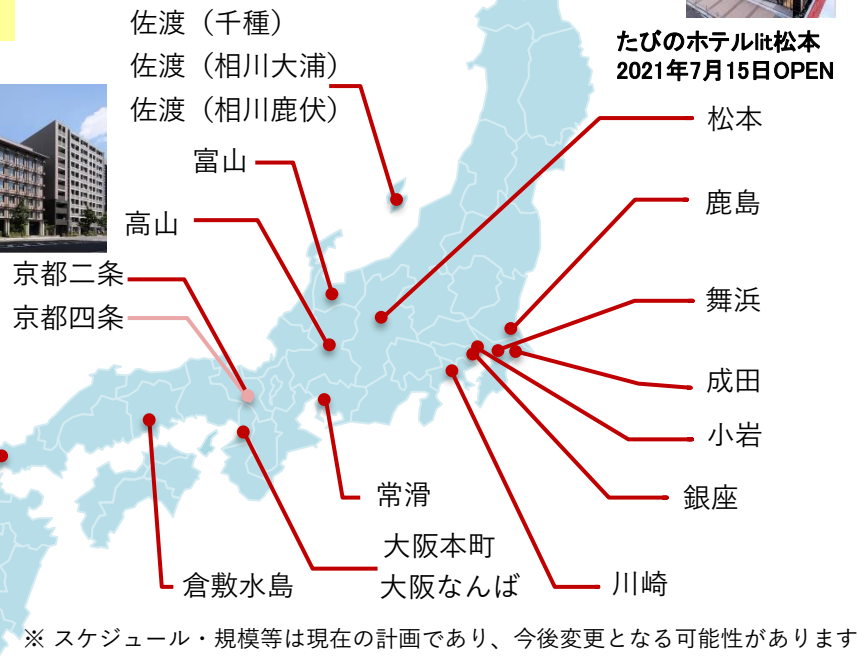 佐渡（千種）
佐渡（相川大浦）
佐渡（相川鹿伏）
富山
高山
京都二条
京都四条
たびのホテルlit松本
2021年7月15日OPEN
松本
鹿島
舞浜
成田
小岩
銀座
川崎
常滑
大阪本町
大阪なんば
倉敷水島
※ スケジュール・規模等は現在の計画であり、今後変更となる可能性があります